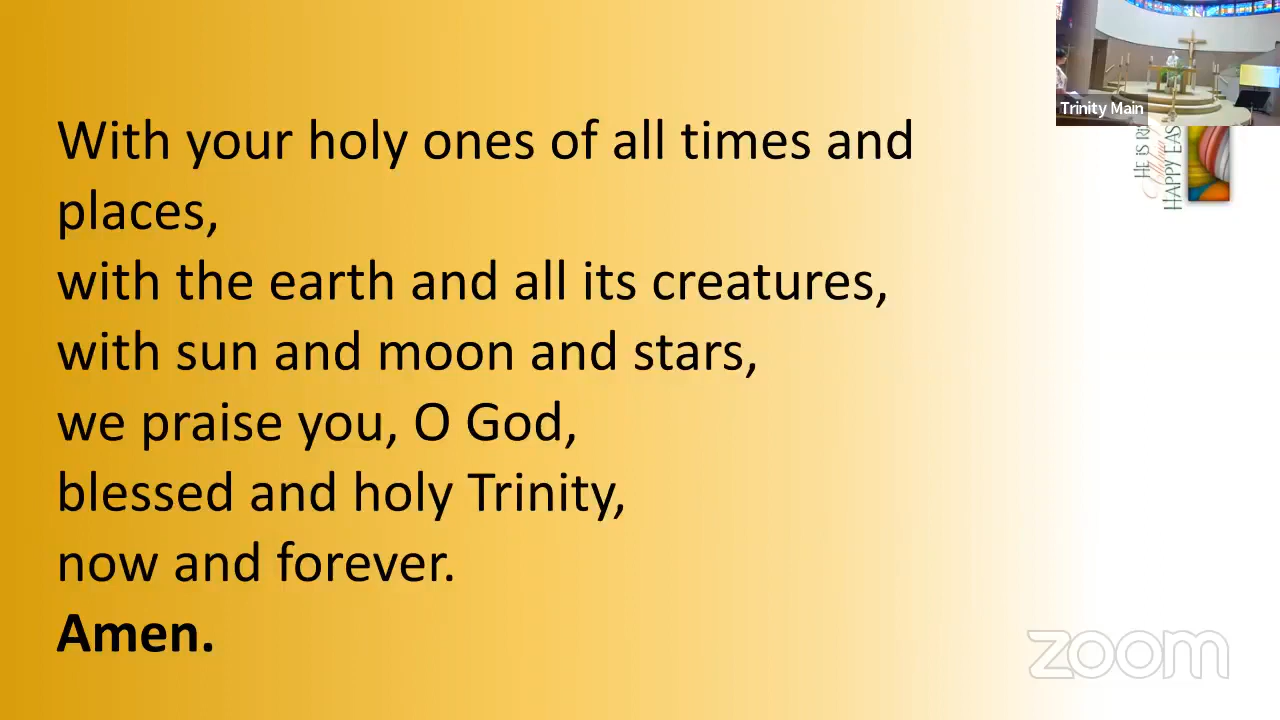 With your holy ones of all times and
places,
with the earth and all its creatures,
with sun and moon and stars,
we praise you, O God,
blessed and holy Trinity,
now and forever.
Amen.
Trinity Main
HE IS
HAPPY
zoom